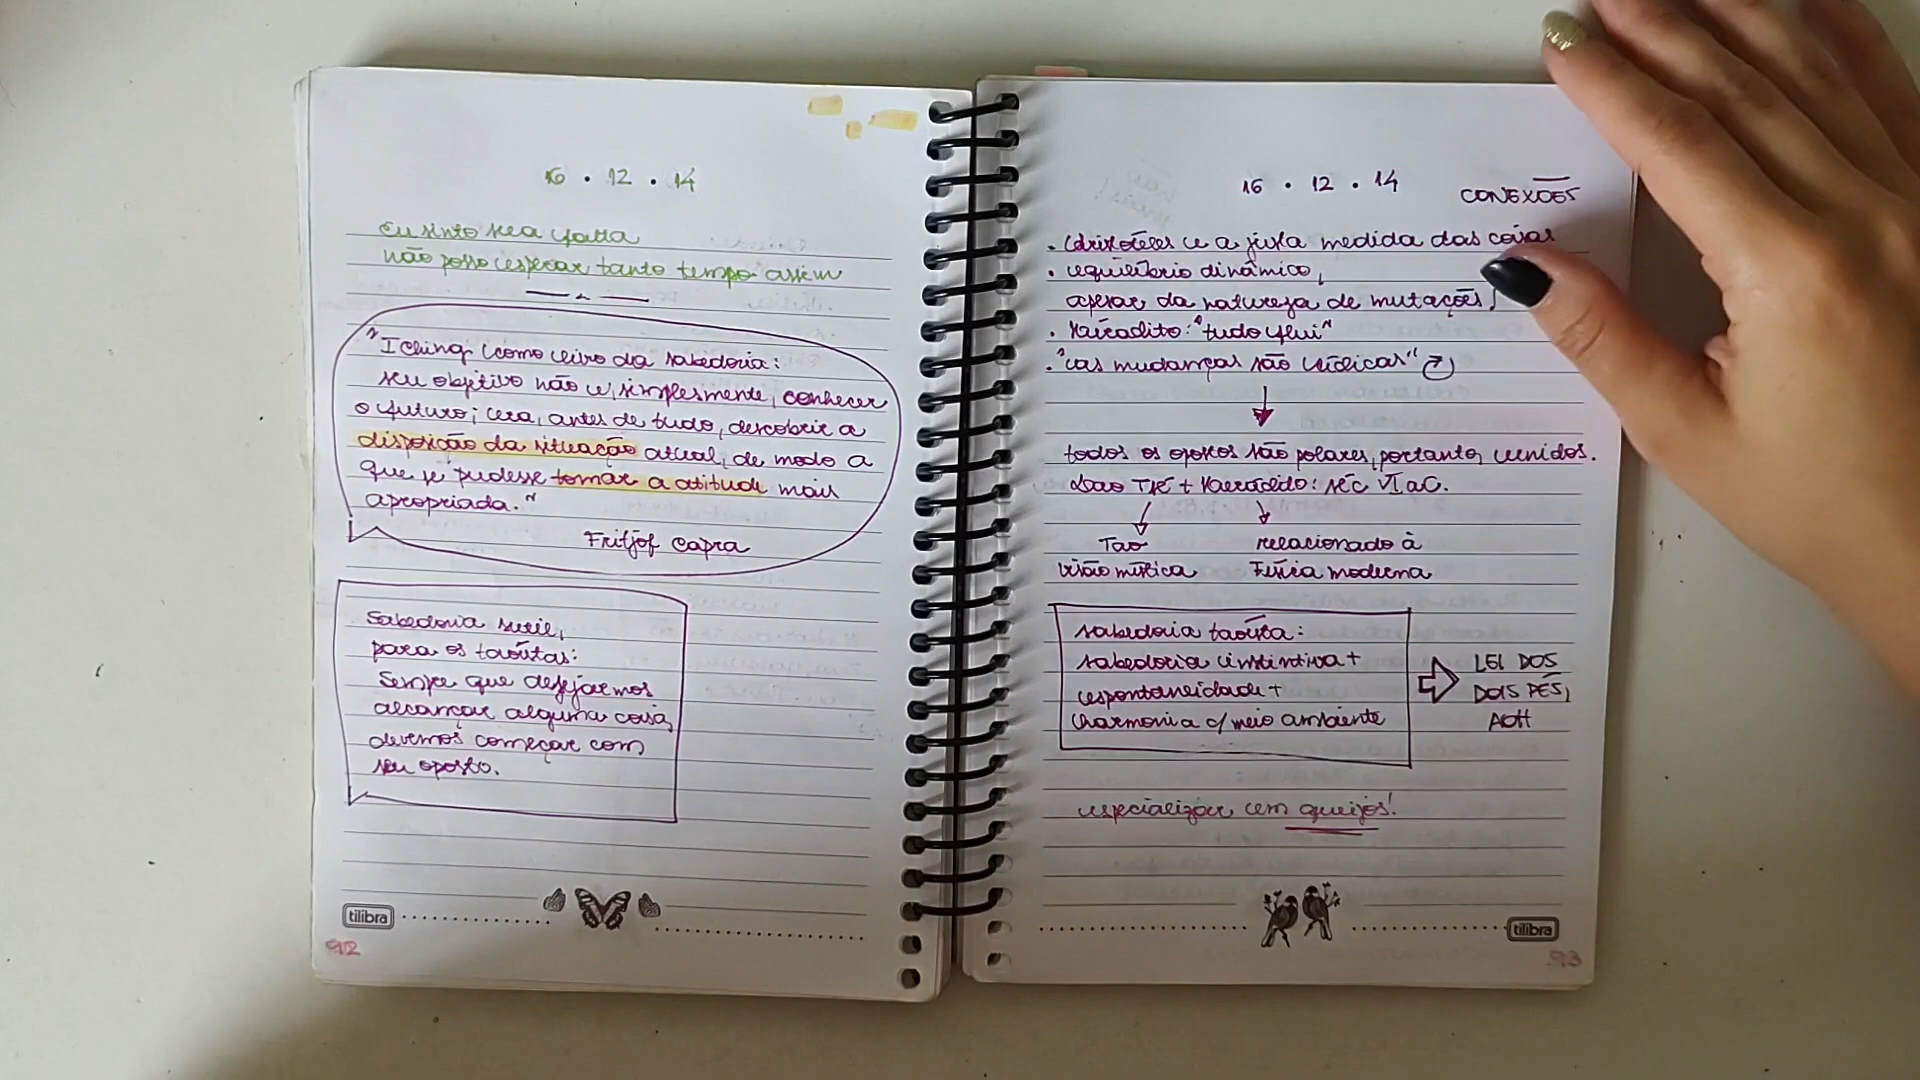 16 • 12 • 14
eu sinto sua falta
não posso esperar tanto tempo assim
"I Ching como livro da sabedoria:
seu objetivo não é, simplesmente, conhecer
o futuro; era, antes de tudo, descobrir a
disposição da situação atual, de modo a
que se pudesse tomar a atitude mais
apropriada."
Fritjof Capra
Sabedoria sutil,
para os taoístas:
Sempre que desejarmos
alcançar alguma coisa,
devemos começar com
seu oposto.
tilibra
92
16 • 12 • 14
CONEXÕES
• Aristóteles e a justa medida das coisas
• equilíbrio dinâmico,
apesar da natureza de mutações
• Heráclito: "tudo flui"
• "as mudanças são cíclicas"
todos os opostos são polares, portanto, unidos.
Lao Tsé + Heráclito: séc VI aC.
Tao relacionado à
visão mística Física moderna
sabedoria taoísta:
sabedoria instintiva +
espontaneidade +
harmonia c/ meio ambiente
LEI DOS
DOIS PÉS,
AOH
especializar em queijos!
tilibra
93